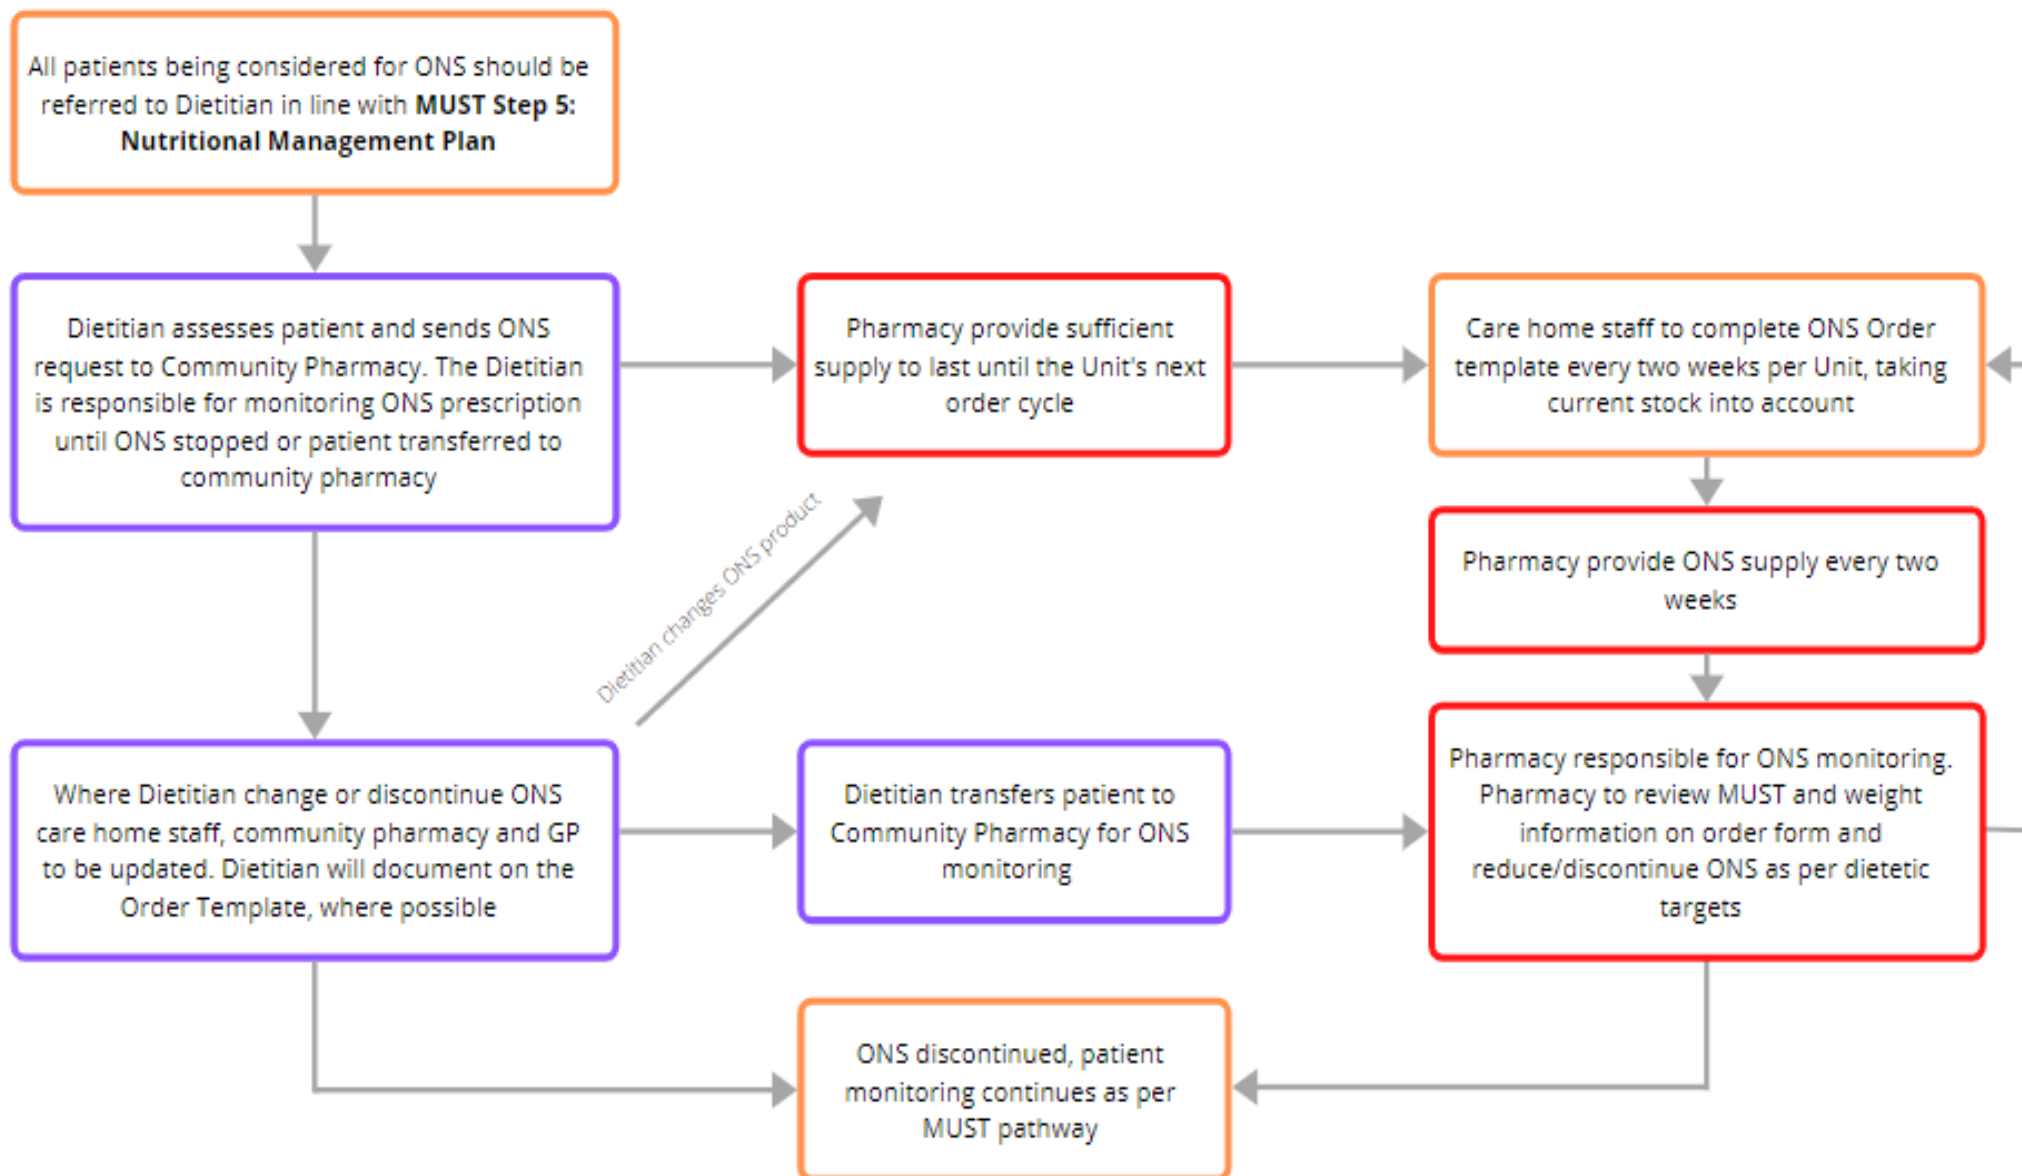 All patients being considered for ONS should be
referred to Dietitian in line with MUST Step 5:
Nutritional Management Plan
Dietitian assesses patient and sends ONS
request to Community Pharmacy. The Dietitian
is responsible for monitoring ONS prescription
until ONS stopped or patient transferred to
community pharmacy
Pharmacy provide sufficient
supply to last until the Unit's next
order cycle
Care home staff to complete ONS Order
template every two weeks per Unit, taking
current stock into account
Pharmacy provide ONS supply every two
weeks
Dietitian changes ONS product
Where Dietitian change or discontinue ONS
care home staff, community pharmacy and GP
to be updated. Dietitian will document on the
Order Template, where possible
Dietitian transfers patient to
Community Pharmacy for ONS
monitoring
Pharmacy responsible for ONS monitoring.
Pharmacy to review MUST and weight
information on order form and
reduce/discontinue ONS as per dietetic
targets
ONS discontinued, patient
monitoring continues as per
MUST pathway